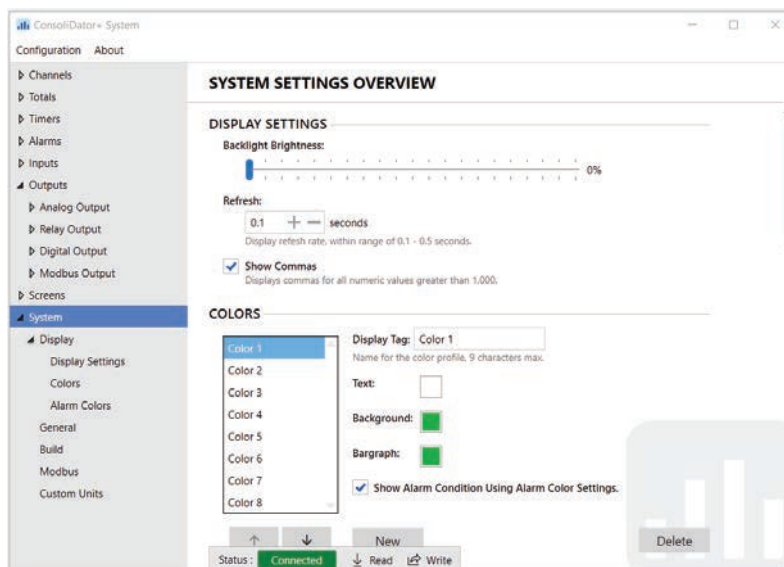 ConsoliDator+ System
Configuration About
Channels
Totals
Timers
Alarms
Inputs
Outputs
Analog Output
Relay Output
Digital Output
Modbus Output
Screens
System
Display
Display Settings
Colors
Alarm Colors
General
Build
Modbus
Custom Units
SYSTEM SETTINGS OVERVIEW
DISPLAY SETTINGS
Backlight Brightness:
0%
Refresh:
0.1 seconds
Display refesh rate, within range of 0.1 - 0.5 seconds.
Show Commas
Displays commas for all numeric values greater than 1,000.
COLORS
Color 1
Color 2
Color 3
Color 4
Color 5
Color 6
Color 7
Color 8
Display Tag: Color 1
Name for the color profile, 9 characters max.
Text:
Background:
Bargraph:
Show Alarm Condition Using Alarm Color Settings.
New
Delete
Status : Connected Read Write